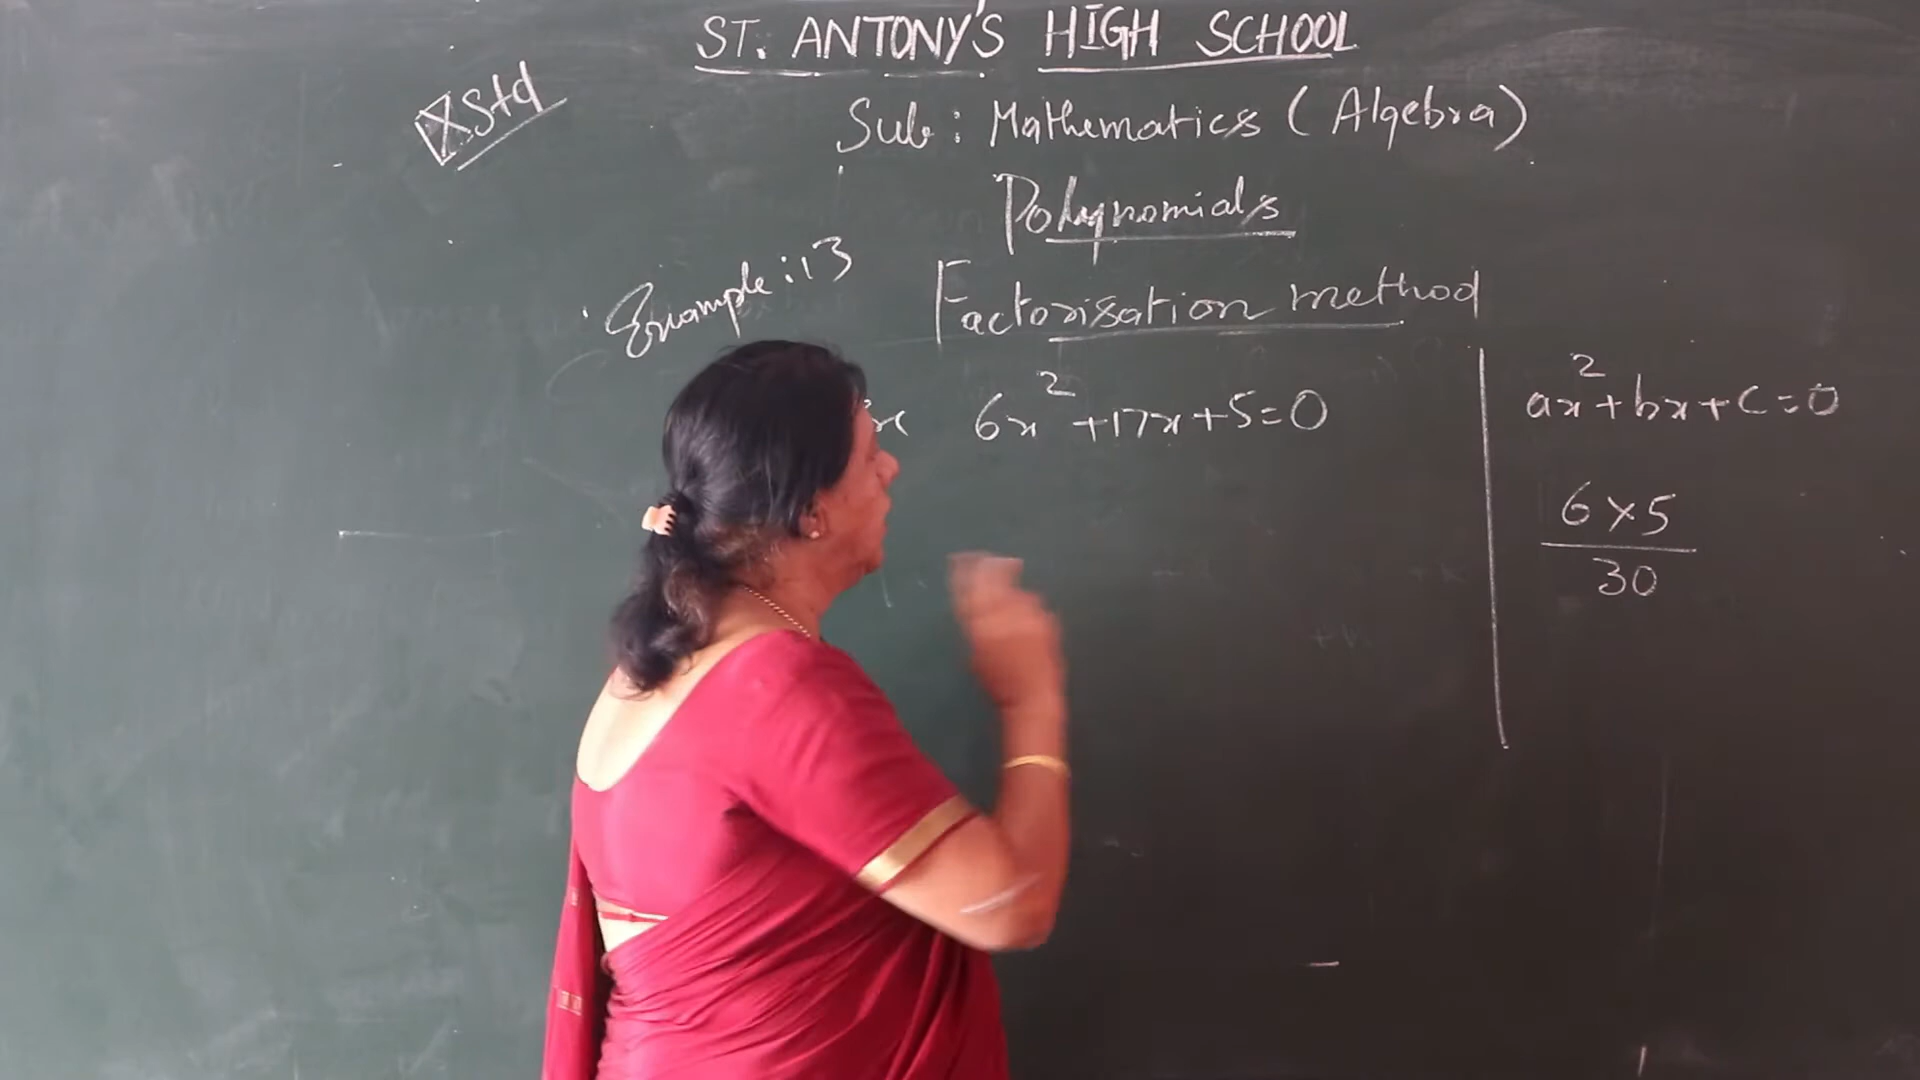 ST. ANTONY'S HIGH SCHOOL
IX Std
Sub: Mathematics (Algebra)
Polynomials
Example: 13
Factorisation method
6x² + 17x + 5 = 0
ax² + bx + c = 0
6 × 5
30